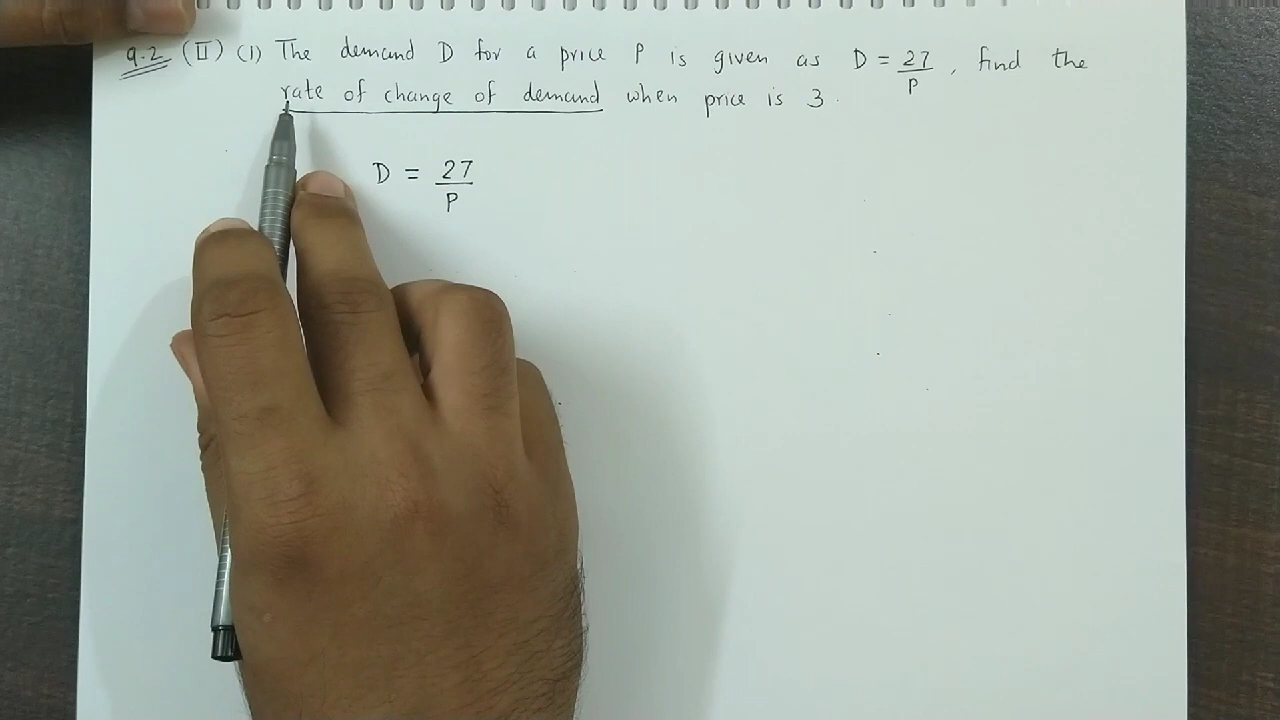 Q.2 (II) (1) The demand D for a price P is given as D = 27/P , find the
rate of change of demand when price is 3.
D = 27/P